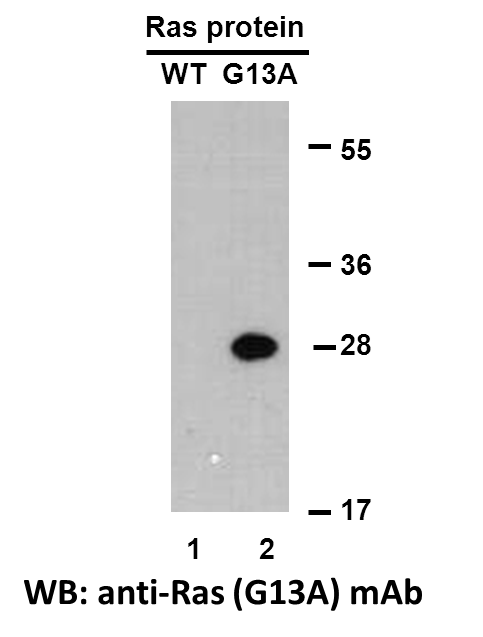 Ras protein
WT G13A
55
36
28
17
1 2
WB: anti-Ras (G13A) mAb